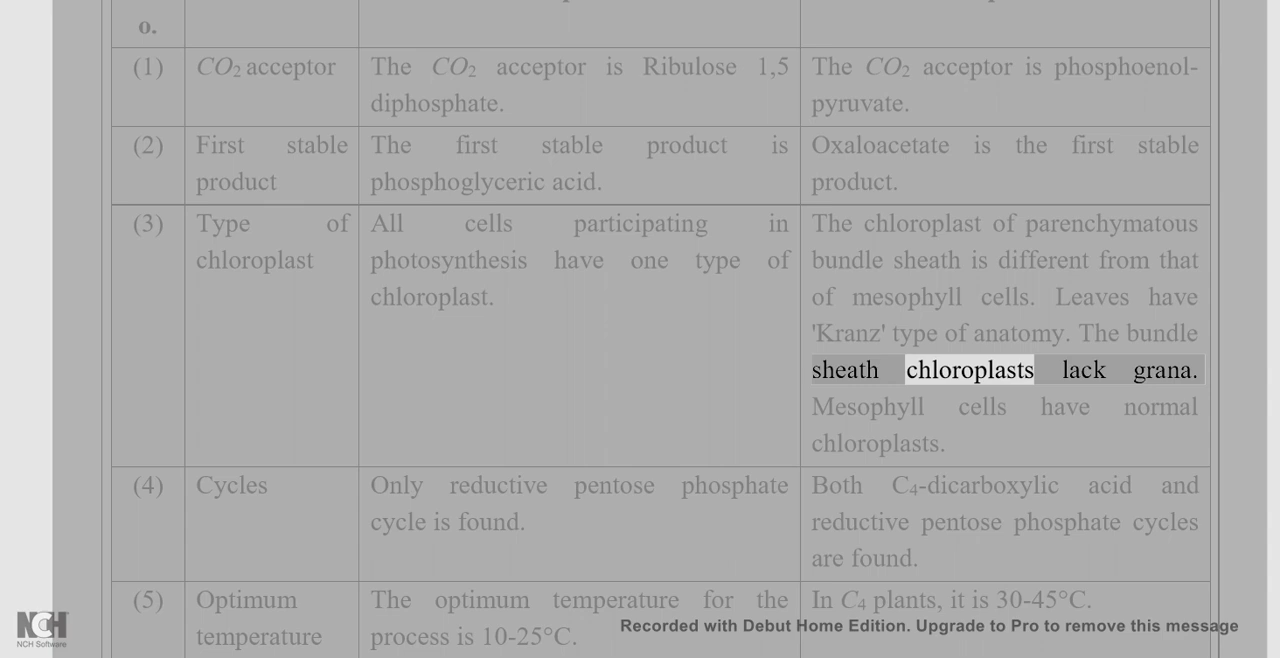 o.
(1) CO2 acceptor The CO2 acceptor is Ribulose 1,5 The CO2 acceptor is phosphoenol-
diphosphate. pyruvate.
(2) First stable The first stable product is Oxaloacetate is the first stable
product phosphoglyceric acid. product.
(3) Type of All cells participating in The chloroplast of parenchymatous
chloroplast photosynthesis have one type of bundle sheath is different from that
chloroplast. of mesophyll cells. Leaves have
'Kranz' type of anatomy. The bundle
sheath chloroplasts lack grana.
Mesophyll cells have normal
chloroplasts.
(4) Cycles Only reductive pentose phosphate Both C4-dicarboxylic acid and
cycle is found. reductive pentose phosphate cycles
are found.
(5) Optimum The optimum temperature for the In C4 plants, it is 30-45°C.
temperature process is 10-25°C.
Recorded with Debut Home Edition. Upgrade to Pro to remove this message
NCH
NCH Software